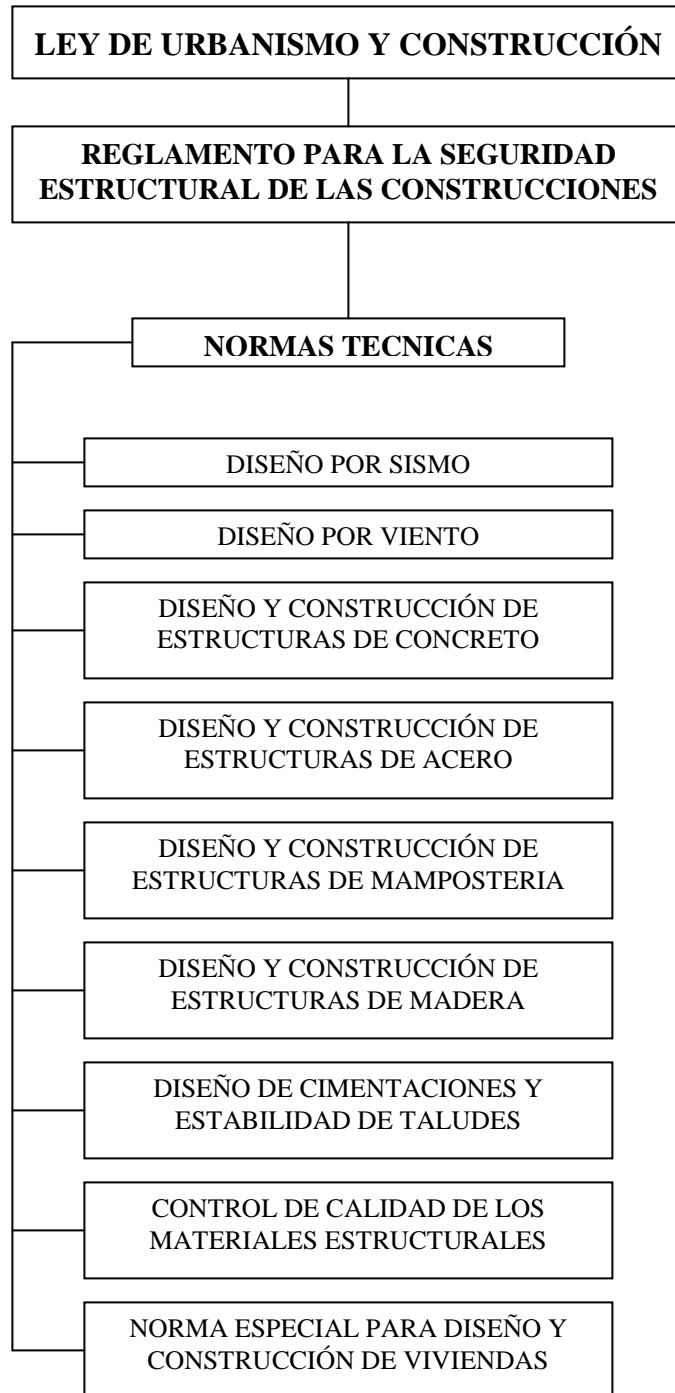 LEY DE URBANISMO Y CONSTRUCCIÓN
REGLAMENTO PARA LA SEGURIDAD
ESTRUCTURAL DE LAS CONSTRUCCIONES
NORMAS TECNICAS
DISEÑO POR SISMO
DISEÑO POR VIENTO
DISEÑO Y CONSTRUCCIÓN DE
ESTRUCTURAS DE CONCRETO
DISEÑO Y CONSTRUCCIÓN DE
ESTRUCTURAS DE ACERO
DISEÑO Y CONSTRUCCIÓN DE
ESTRUCTURAS DE MAMPOSTERIA
DISEÑO Y CONSTRUCCIÓN DE
ESTRUCTURAS DE MADERA
DISEÑO DE CIMENTACIONES Y
ESTABILIDAD DE TALUDES
CONTROL DE CALIDAD DE LOS
MATERIALES ESTRUCTURALES
NORMA ESPECIAL PARA DISEÑO Y
CONSTRUCCIÓN DE VIVIENDAS